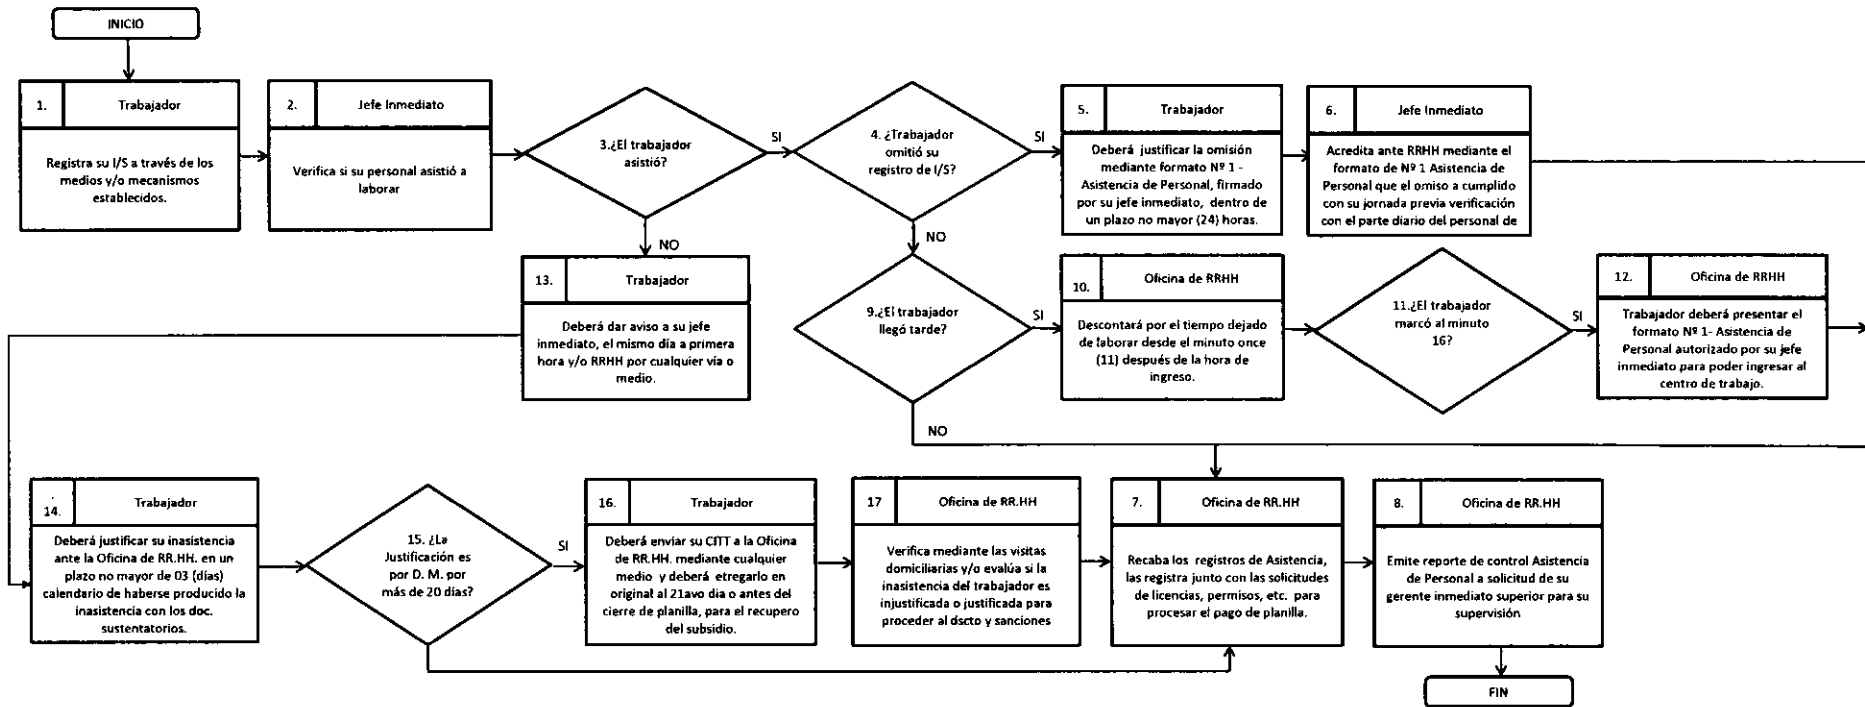 INICIO
1.
Trabajador
Registra su I/S a través de los
medios y/o mecanismos
establecidos.
2.
Jefe Inmediato
Verifica si su personal asistió a
laborar
3.¿El trabajador
asistió?
SI
NO
4. ¿Trabajador
omitió su
registro de I/S?
SI
NO
5.
Trabajador
Deberá justificar la omisión
mediante formato Nº 1 -
Asistencia de Personal, firmado
por su jefe inmediato, dentro de
un plazo no mayor (24) horas.
6.
Jefe Inmediato
Acredita ante RRHH mediante el
formato de Nº 1 Asistencia de
Personal que el omiso a cumplido
con su jornada previa verificación
con el parte diario del personal de
13.
Trabajador
Deberá dar aviso a su jefe
inmediato, el mismo día a primera
hora y/o RRHH por cualquier vía o
medio.
9.¿El trabajador
llegó tarde?
SI
NO
10.
Oficina de RRHH
Descontará por el tiempo dejado
de laborar desde el minuto once
(11) después de la hora de
ingreso.
11.¿El trabajador
marcó al minuto
16?
SI
12.
Oficina de RRHH
Trabajador deberá presentar el
formato Nº 1- Asistencia de
Personal autorizado por su jefe
inmediato para poder ingresar al
centro de trabajo.
14.
Trabajador
Deberá justificar su inasistencia
ante la Oficina de RR.HH. en un
plazo no mayor de 03 (días)
calendario de haberse producido la
inasistencia con los doc.
sustentatorios.
15. ¿La
Justificación es
por D. M. por
más de 20 días?
SI
16.
Trabajador
Deberá enviar su CITT a la Oficina
de RR.HH. mediante cualquier
medio y deberá etregarlo en
original al 21avo dia o antes del
cierre de planilla, para el recupero
del subsidio.
17
Oficina de RR.HH
Verifica mediante las visitas
domiciliarias y/o evalúa si la
inasistencia del trabajador es
injustificada o justificada para
proceder al dscto y sanciones
7.
Oficina de RR.HH
Recaba los registros de Asistencia,
las registra junto con las solicitudes
de licencias, permisos, etc. para
procesar el pago de planilla.
8.
Oficina de RR.HH
Emite reporte de control Asistencia
de Personal a solicitud de su
gerente inmediato superior para su
supervisión
FIN